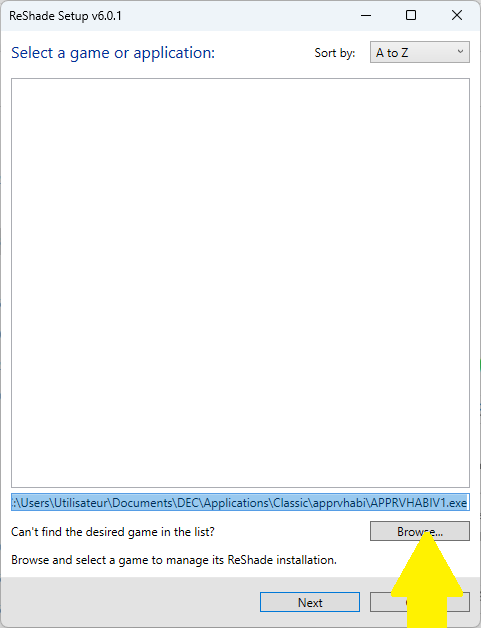 ReShade Setup v6.0.1
Select a game or application:
Sort by:
A to Z
:\Users\Utilisateur\Documents\DEC\Applications\Classic\apprvhabi\APPRVHABIV1.exe
Can't find the desired game in the list?
Browse...
Browse and select a game to manage its ReShade installation.
Next